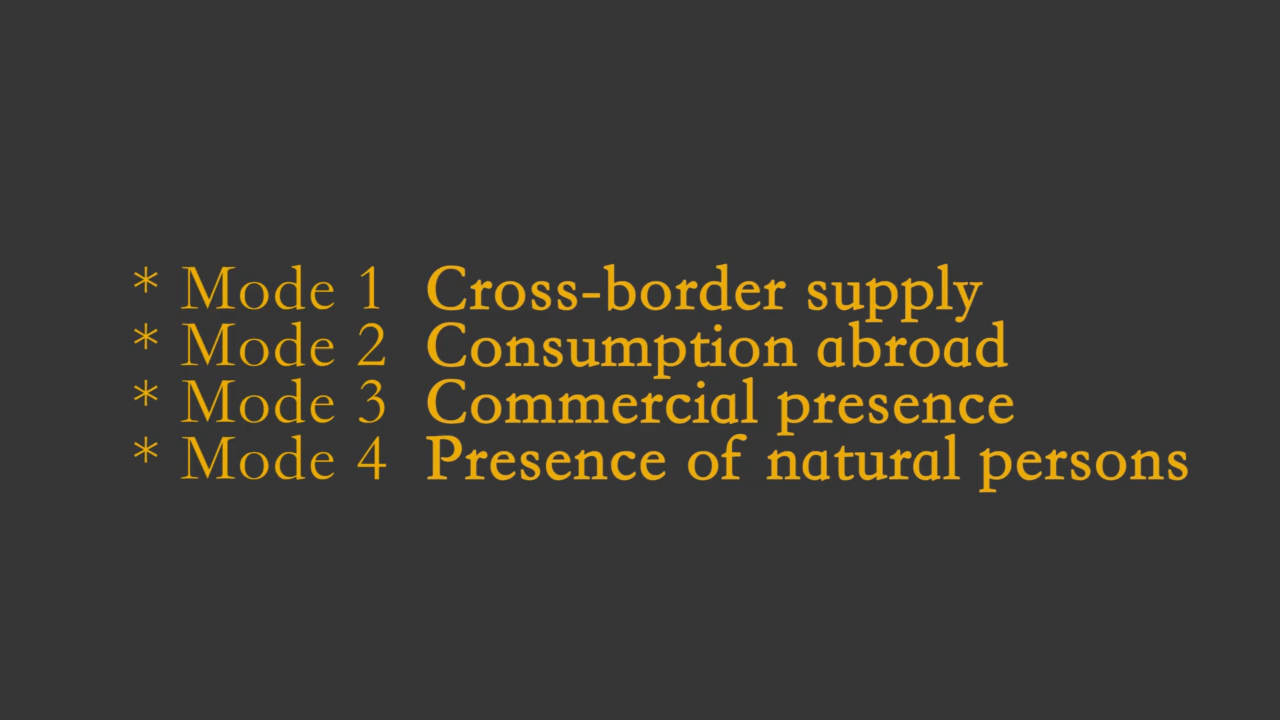 * Mode 1 Cross-border supply
* Mode 2 Consumption abroad
* Mode 3 Commercial presence
* Mode 4 Presence of natural persons